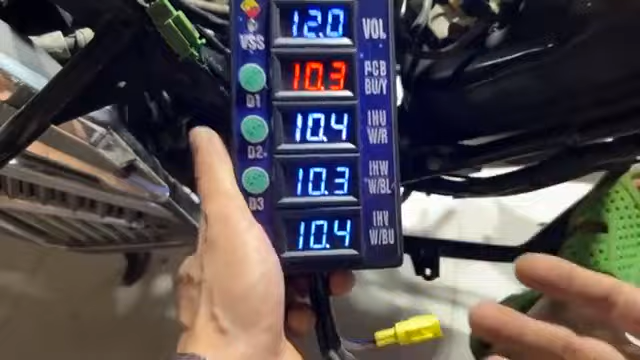 12.0 VOL
VSS
10.3 PCB
BU/Y
D1
10.4 IHU
W/R
D2
10.3 IHW
W/BL
D3
10.4 IHV
W/BU